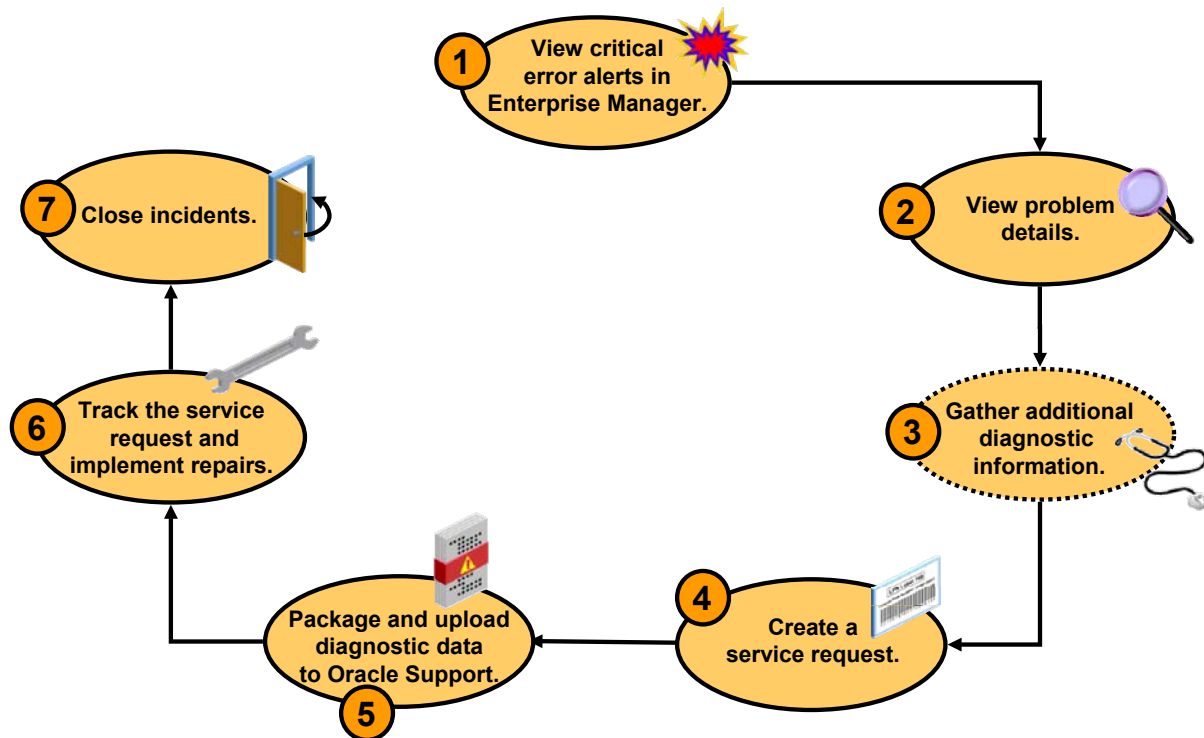 1
View critical
error alerts in
Enterprise Manager.
2
View problem
details.
3
Gather additional
diagnostic
information.
4
Create a
service request.
5
Package and upload
diagnostic data
to Oracle Support.
6
Track the service
request and
implement repairs.
7
Close incidents.